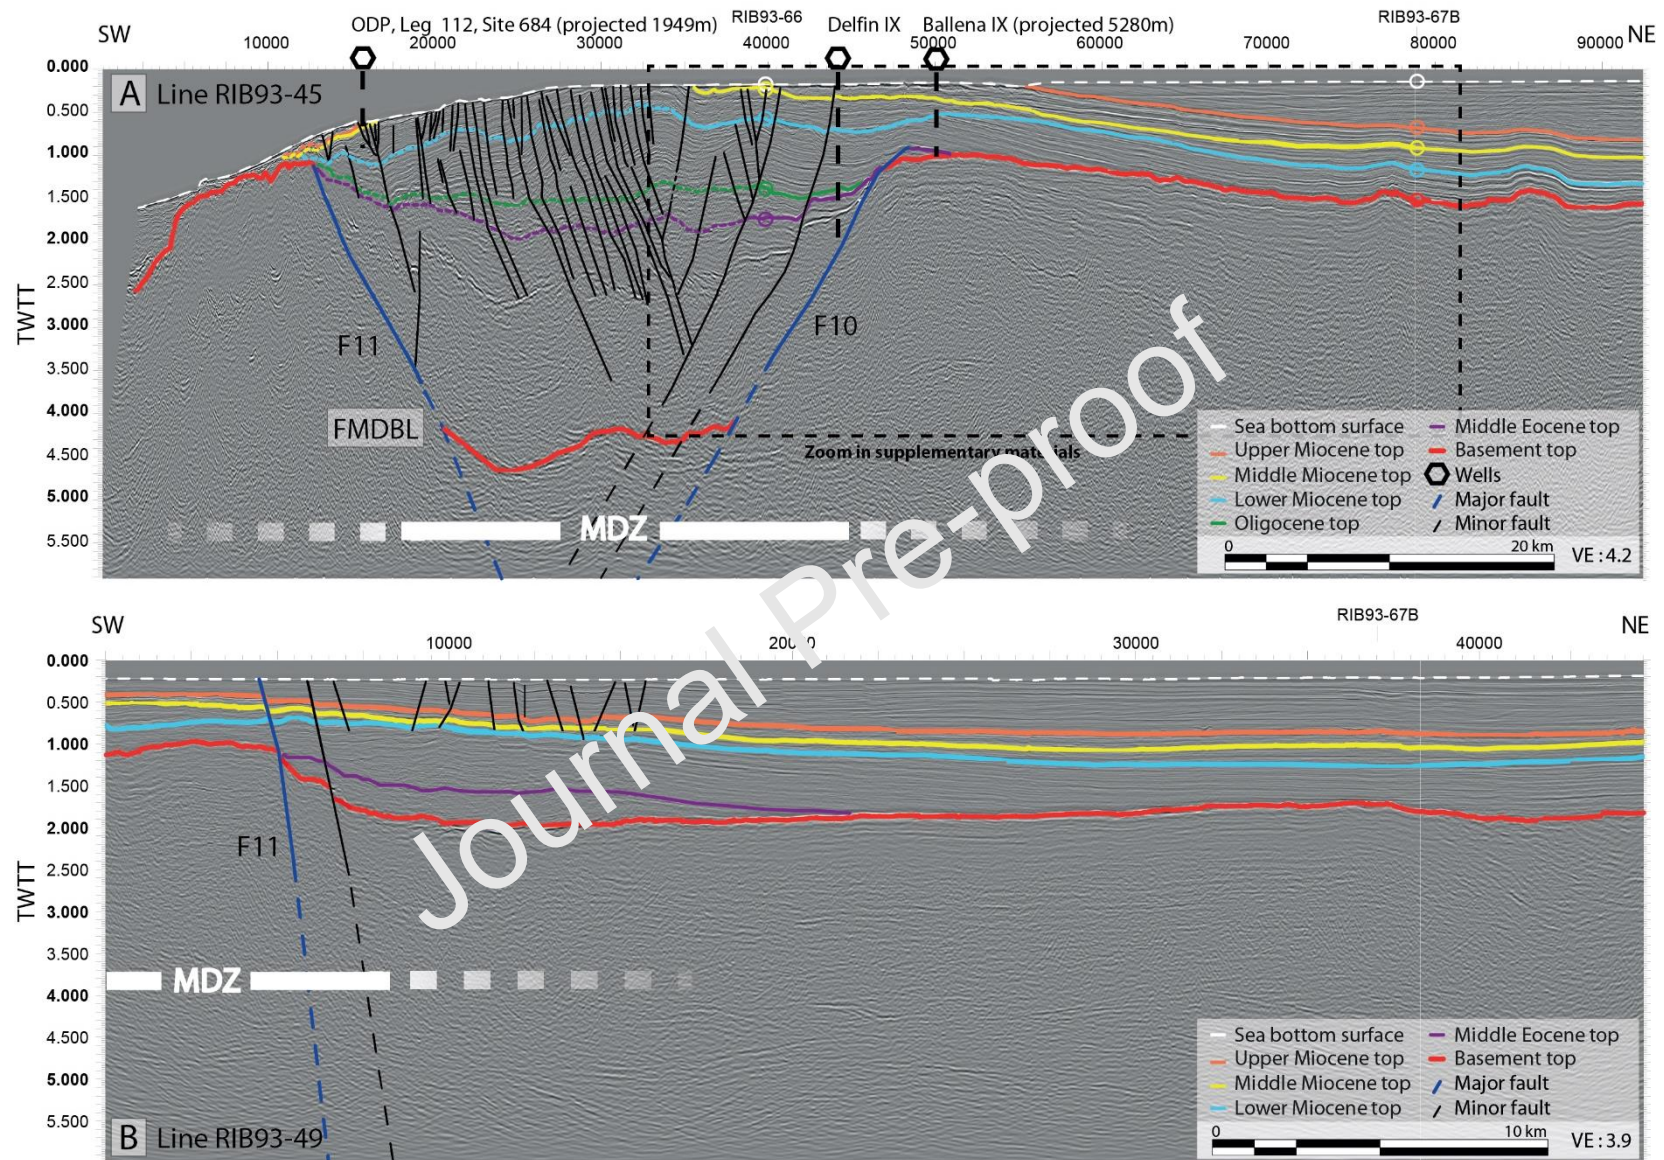 ODP, Leg 112, Site 684 (projected 1949m) RIB93-66 Delfin IX Ballena IX (projected 5280m) RIB93-67B
SW 10000 20000 30000 40000 50000 60000 70000 80000 90000 NE
0.000
A Line RIB93-45
0.500
1.000
1.500
2.000
2.500
3.000
3.500
4.000
4.500
5.000
5.500
TWTT
F11
F10
FMDBL
Zoom in supplementary materials
MDZ
Sea bottom surface
Upper Miocene top
Middle Miocene top
Lower Miocene top
Oligocene top
Middle Eocene top
Basement top
Wells
Major fault
Minor fault
0 20 km VE : 4.2
Journal Pre-proof
RIB93-67B
SW 10000 20000 30000 40000 NE
0.000
0.500
1.000
1.500
2.000
2.500
3.000
3.500
4.000
4.500
5.000
5.500
TWTT
F11
MDZ
B Line RIB93-49
Sea bottom surface
Upper Miocene top
Middle Miocene top
Lower Miocene top
Middle Eocene top
Basement top
Major fault
Minor fault
0 10 km VE : 3.9